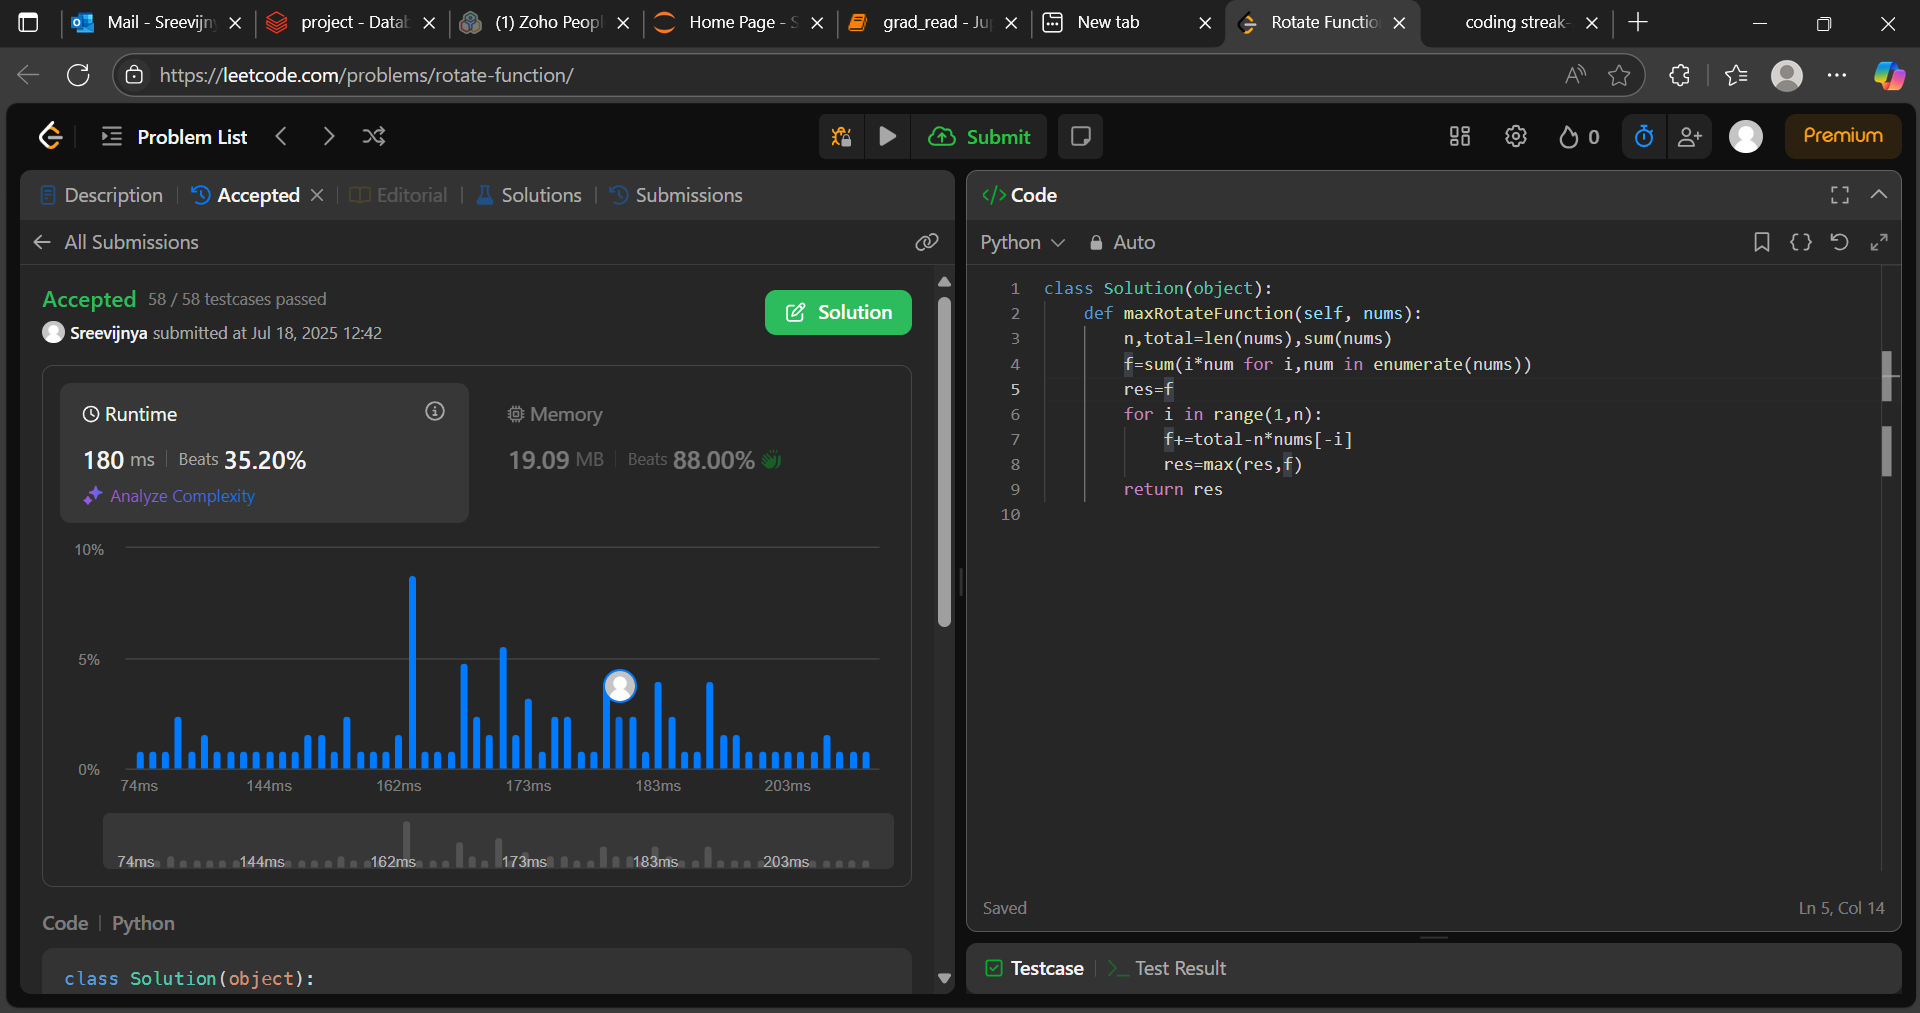 Mail - Sreevijny
project - Datab
(1) Zoho Peopl
Home Page - S
grad_read - Ju
New tab
Rotate Functio
coding streak-
https://leetcode.com/problems/rotate-function/
Problem List
Submit
0
Premium
Description
Accepted
Editorial
Solutions
Submissions
All Submissions
Accepted 58 / 58 testcases passed
Sreevijnya submitted at Jul 18, 2025 12:42
Solution
Runtime
180 ms Beats 35.20%
Analyze Complexity
Memory
19.09 MB Beats 88.00%
10%
5%
0%
74ms 144ms 162ms 173ms 183ms 203ms
74ms 144ms 162ms 173ms 183ms 203ms
Code | Python
class Solution(object):
</> Code
Python Auto
1 class Solution(object):
2 def maxRotateFunction(self, nums):
3 n,total=len(nums),sum(nums)
4 f=sum(i*num for i,num in enumerate(nums))
5 res=f
6 for i in range(1,n):
7 f+=total-n*nums[-i]
8 res=max(res,f)
9 return res
10
Saved
Ln 5, Col 14
Testcase
>_ Test Result